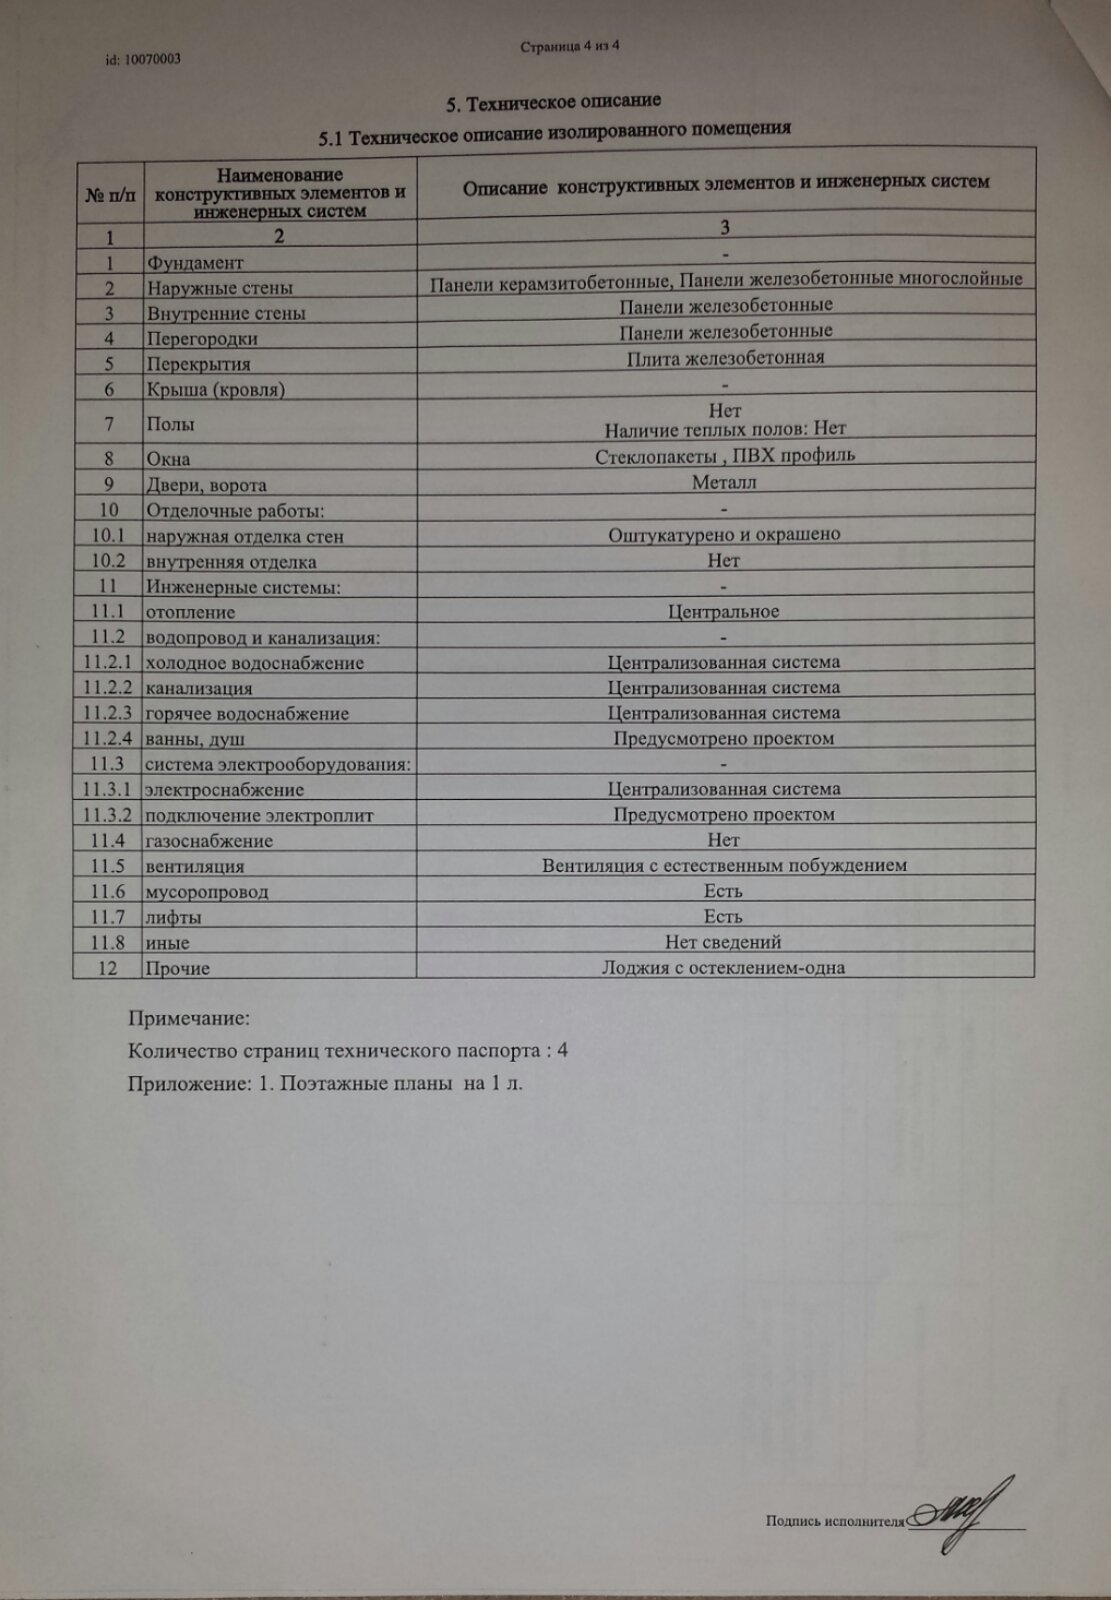 id: 10070003
Страница 4 из 4
5. Техническое описание
5.1 Техническое описание изолированного помещения
№ п/п
Наименование
конструктивных элементов и
инженерных систем
Описание конструктивных элементов и инженерных систем
1 2 3
1 Фундамент -
2 Наружные стены Панели керамзитобетонные, Панели железобетонные многослойные
3 Внутренние стены Панели железобетонные
4 Перегородки Панели железобетонные
5 Перекрытия Плита железобетонная
6 Крыша (кровля) -
7 Полы Нет
Наличие теплых полов: Нет
8 Окна Стеклопакеты , ПВХ профиль
9 Двери, ворота Металл
10 Отделочные работы: -
10.1 наружная отделка стен Оштукатурено и окрашено
10.2 внутренняя отделка Нет
11 Инженерные системы: -
11.1 отопление Центральное
11.2 водопровод и канализация: -
11.2.1 холодное водоснабжение Централизованная система
11.2.2 канализация Централизованная система
11.2.3 горячее водоснабжение Централизованная система
11.2.4 ванны, душ Предусмотрено проектом
11.3 система электрооборудования: -
11.3.1 электроснабжение Централизованная система
11.3.2 подключение электроплит Предусмотрено проектом
11.4 газоснабжение Нет
11.5 вентиляция Вентиляция с естественным побуждением
11.6 мусоропровод Есть
11.7 лифты Есть
11.8 иные Нет сведений
12 Прочие Лоджия с остеклением-одна
Примечание:
Количество страниц технического паспорта : 4
Приложение: 1. Поэтажные планы на 1 л.
Подпись исполнителя